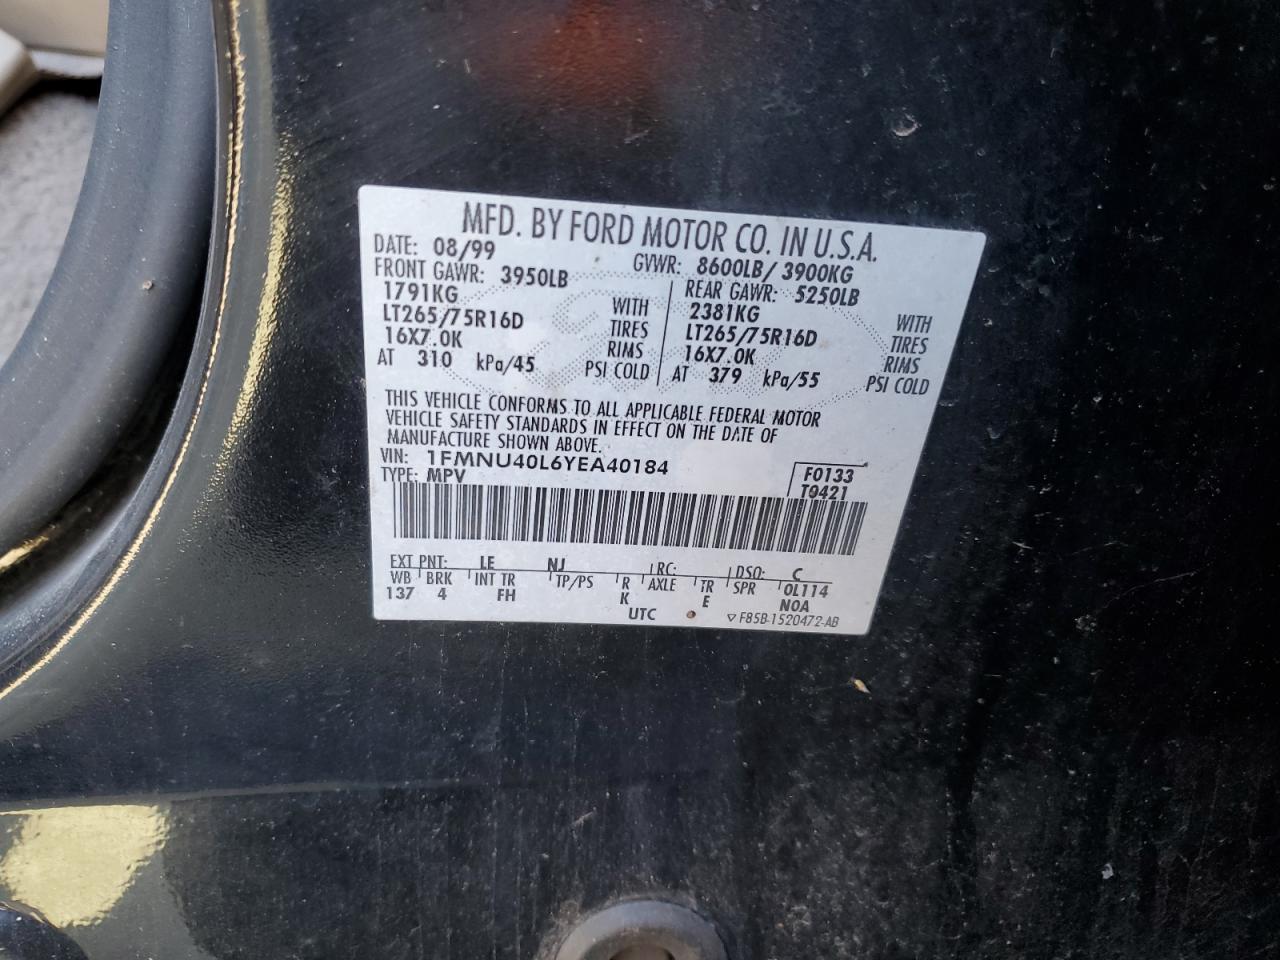 MFD. BY FORD MOTOR CO. IN U.S.A.
DATE: 08/99 GVWR: 8600LB/ 3900KG
FRONT GAWR: 3950LB REAR GAWR: 5250LB
1791KG WITH 2381KG WITH
LT265/75R16D TIRES LT265/75R16D TIRES
16X7.0K RIMS 16X7.0K RIMS
AT 310 kPa/45 PSI COLD AT 379 kPa/55 PSI COLD
THIS VEHICLE CONFORMS TO ALL APPLICABLE FEDERAL MOTOR
VEHICLE SAFETY STANDARDS IN EFFECT ON THE DATE OF
MANUFACTURE SHOWN ABOVE.
VIN: 1FMNU40L6YEA40184 F0133
TYPE: MPV T0421
EXT PNT: LE NJ RC: DSO: C
WB BRK INT TR TP/PS R AXLE TR SPR 0L114
137 4 FH K E N0A
UTC ▽ F85B-1520472-AB